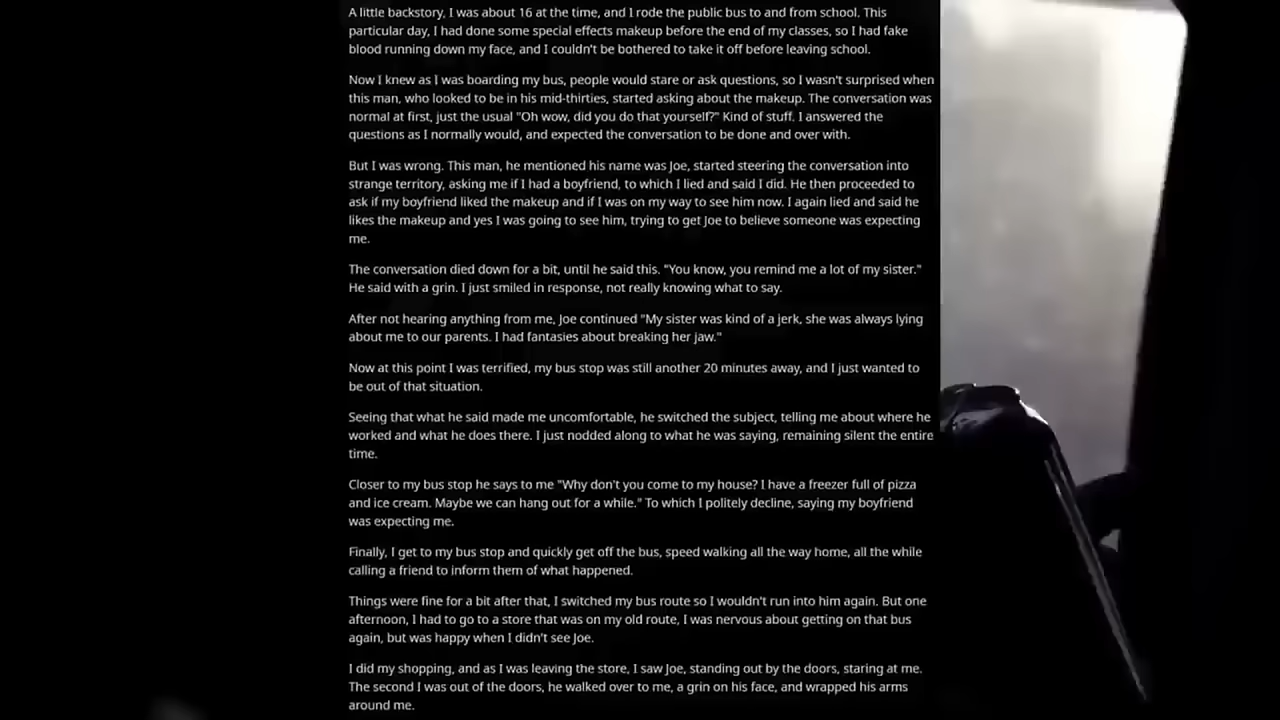 A little backstory, I was about 16 at the time, and I rode the public bus to and from school. This
particular day, I had done some special effects makeup before the end of my classes, so I had fake
blood running down my face, and I couldn't be bothered to take it off before leaving school.
Now I knew as I was boarding my bus, people would stare or ask questions, so I wasn't surprised when
this man, who looked to be in his mid-thirties, started asking about the makeup. The conversation was
normal at first, just the usual "Oh wow, did you do that yourself?" Kind of stuff. I answered the
questions as I normally would, and expected the conversation to be done and over with.
But I was wrong. This man, he mentioned his name was Joe, started steering the conversation into
strange territory, asking me if I had a boyfriend, to which I lied and said I did. He then proceeded to
ask if my boyfriend liked the makeup and if I was on my way to see him now. I again lied and said he
likes the makeup and yes I was going to see him, trying to get Joe to believe someone was expecting
me.
The conversation died down for a bit, until he said this. "You know, you remind me a lot of my sister."
He said with a grin. I just smiled in response, not really knowing what to say.
After not hearing anything from me, Joe continued "My sister was kind of a jerk, she was always lying
about me to our parents. I had fantasies about breaking her jaw."
Now at this point I was terrified, my bus stop was still another 20 minutes away, and I just wanted to
be out of that situation.
Seeing that what he said made me uncomfortable, he switched the subject, telling me about where he
worked and what he does there. I just nodded along to what he was saying, remaining silent the entire
time.
Closer to my bus stop he says to me "Why don't you come to my house? I have a freezer full of pizza
and ice cream. Maybe we can hang out for a while." To which I politely decline, saying my boyfriend
was expecting me.
Finally, I get to my bus stop and quickly get off the bus, speed walking all the way home, all the while
calling a friend to inform them of what happened.
Things were fine for a bit after that, I switched my bus route so I wouldn't run into him again. But one
afternoon, I had to go to a store that was on my old route, I was nervous about getting on that bus
again, but was happy when I didn't see Joe.
I did my shopping, and as I was leaving the store, I saw Joe, standing out by the doors, staring at me.
The second I was out of the doors, he walked over to me, a grin on his face, and wrapped his arms
around me.